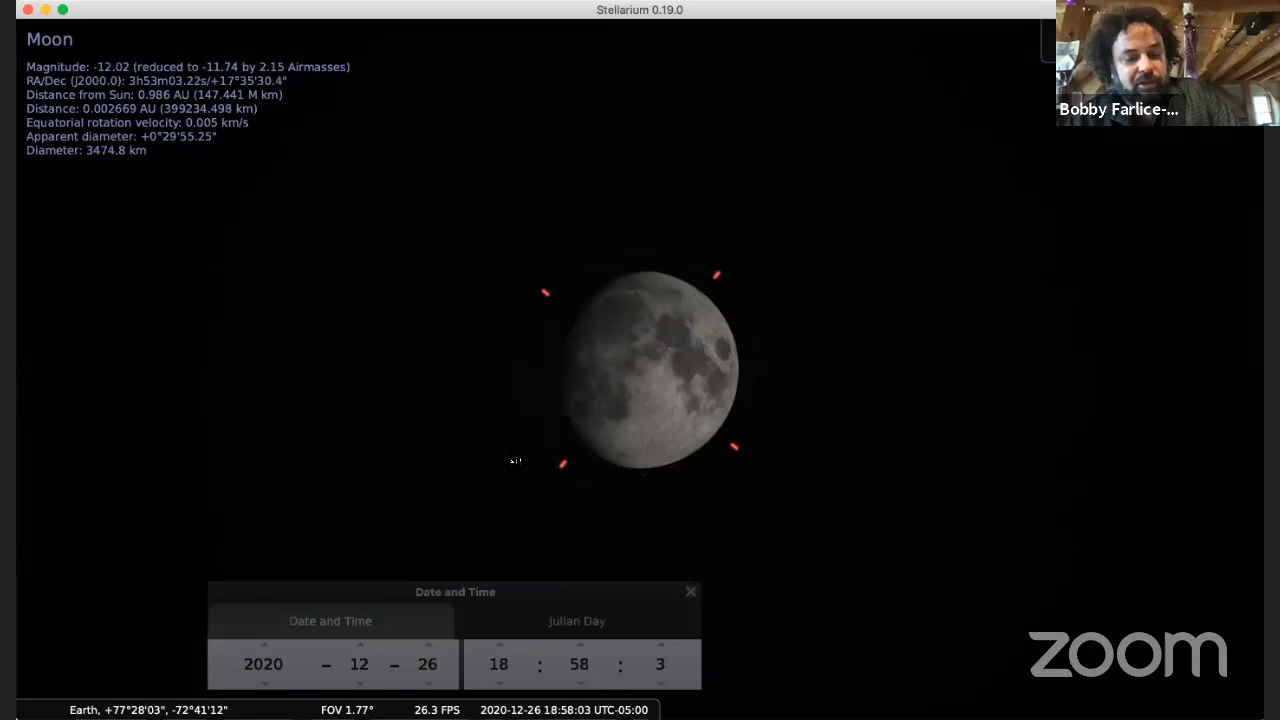 Stellarium 0.19.0
Moon
Magnitude: -12.02 (reduced to -11.74 by 2.15 Airmasses)
RA/Dec (J2000.0): 3h53m03.22s/+17°35'30.4"
Distance from Sun: 0.986 AU (147.441 M km)
Distance: 0.002669 AU (399234.498 km)
Equatorial rotation velocity: 0.005 km/s
Apparent diameter: +0°29'55.25"
Diameter: 3474.8 km
Bobby Farlice-...
Date and Time
Date and Time Julian Day
2020 - 12 - 26 18 : 58 : 3
zoom
Earth, +77°28'03", -72°41'12" FOV 1.77° 26.3 FPS 2020-12-26 18:58:03 UTC-05:00